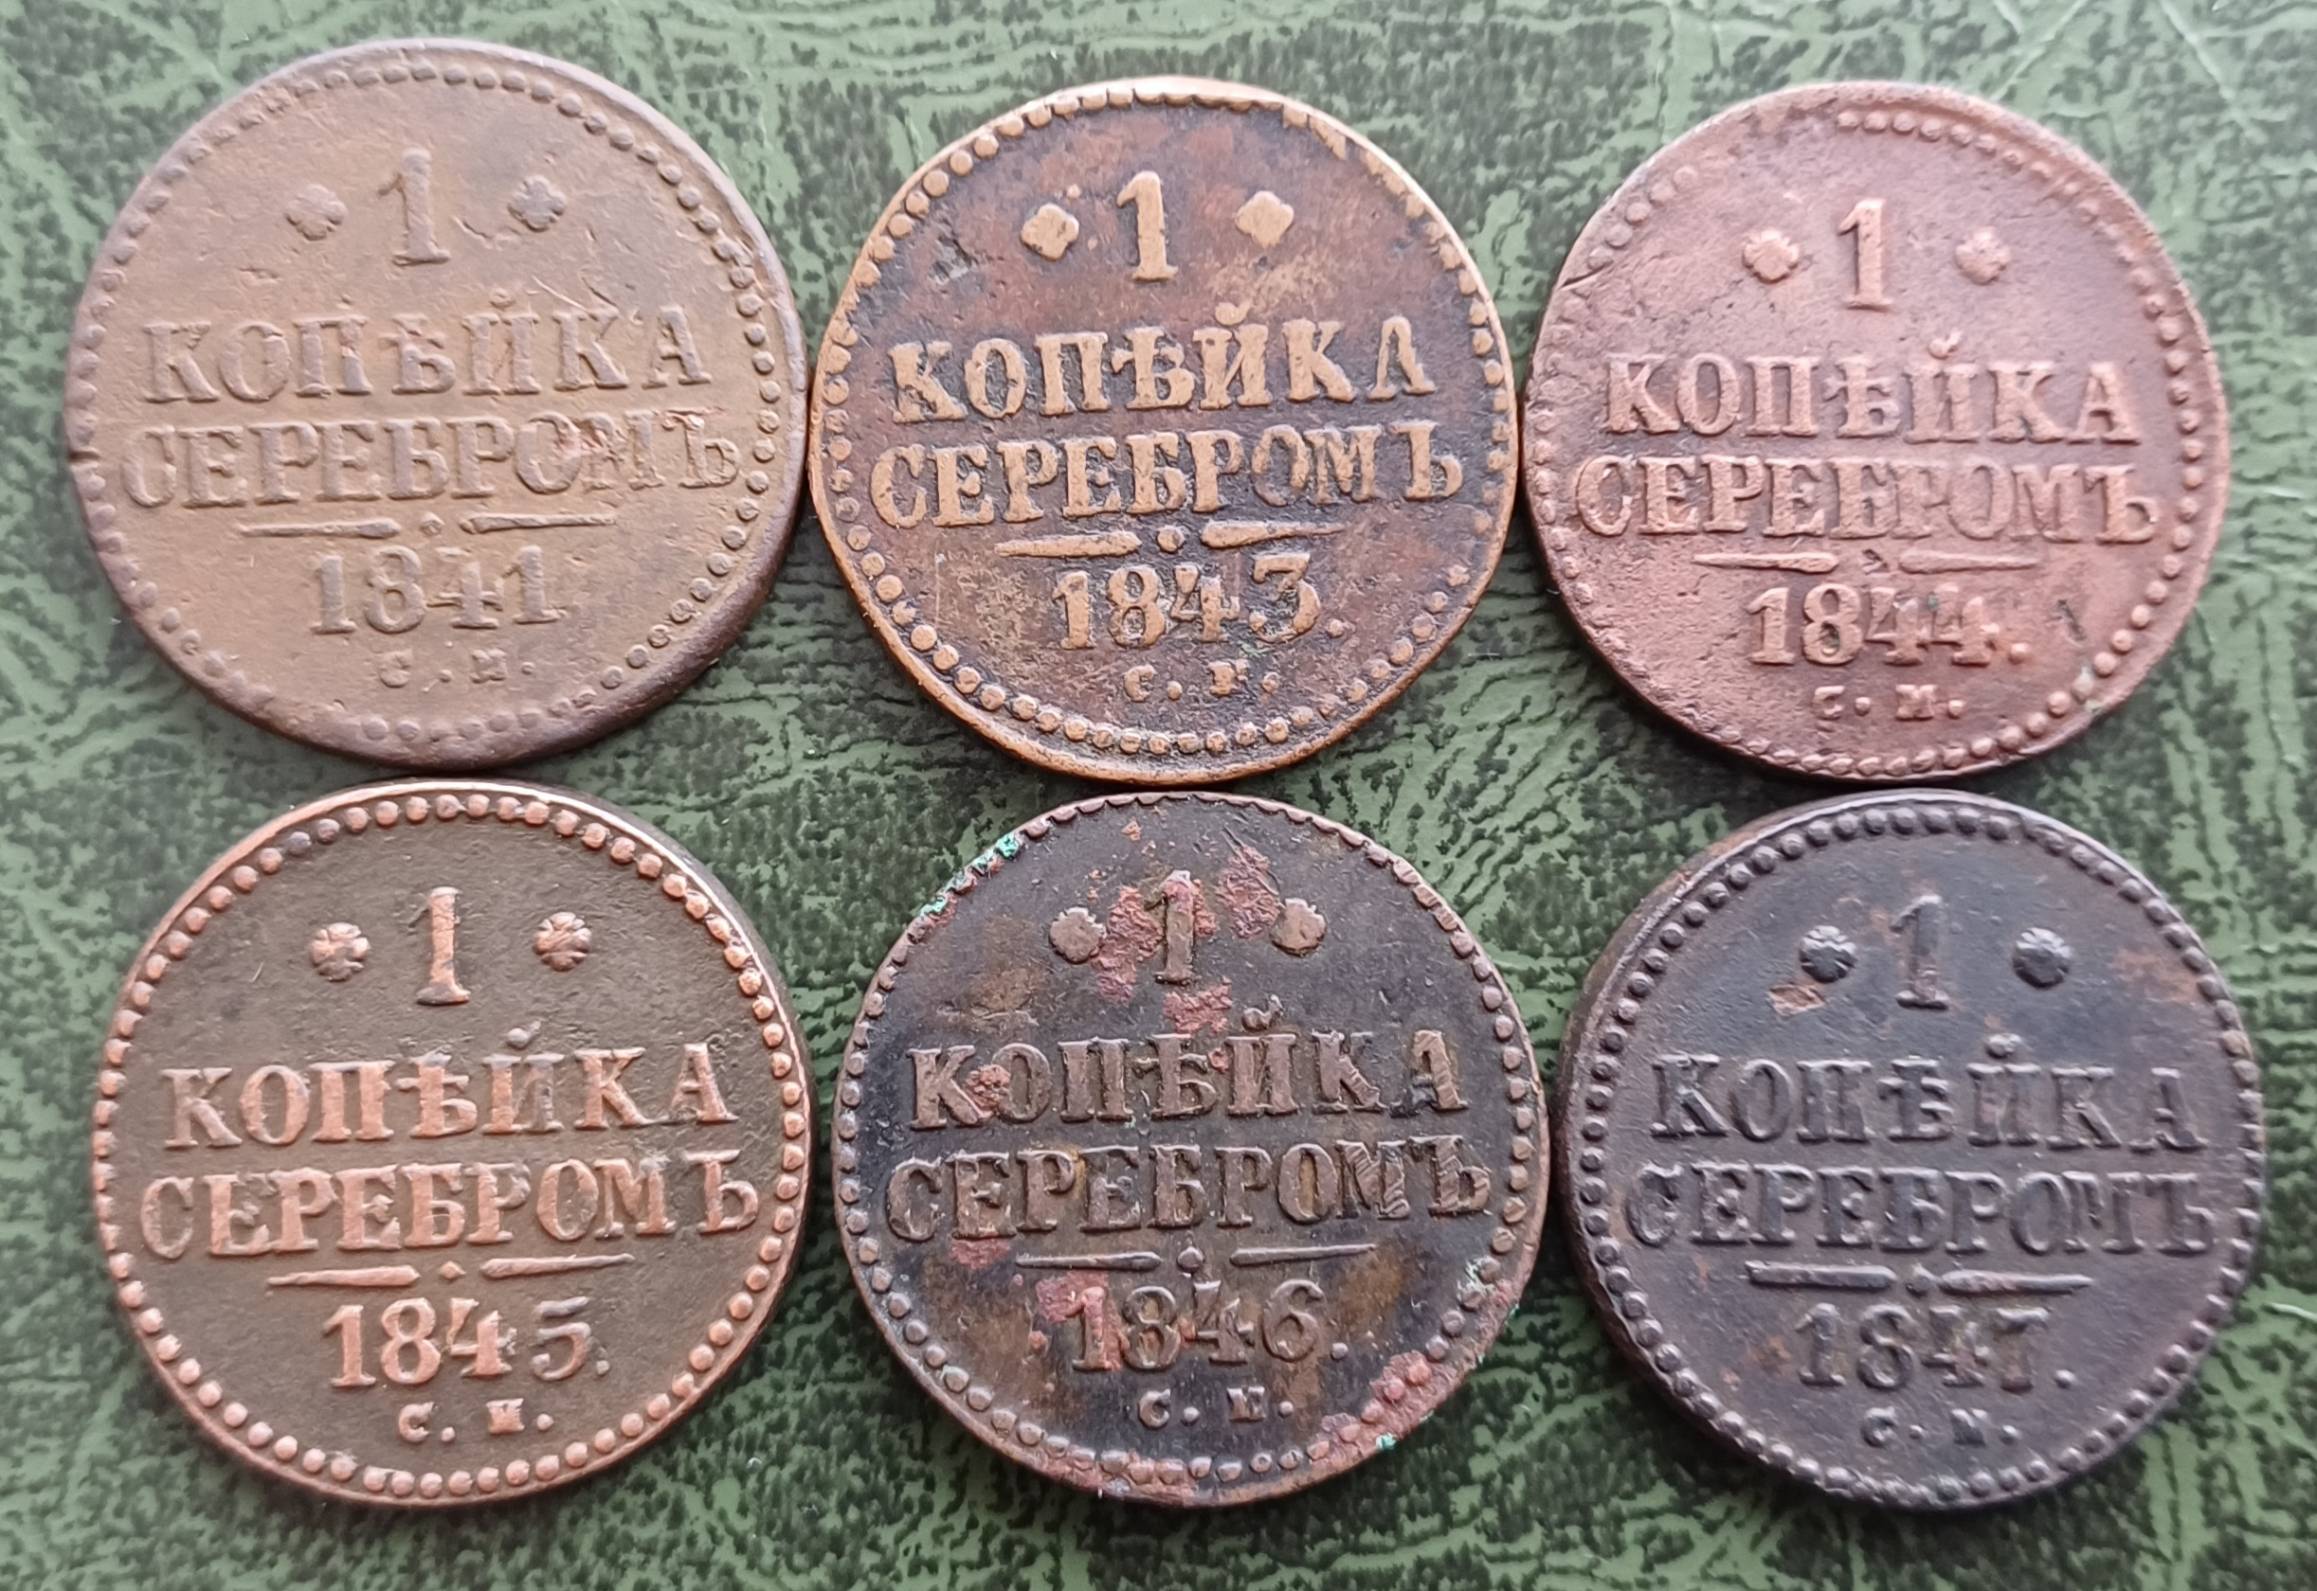 1
КОПѢЙКА
СЕРЕБРОМЪ
1841
С. М.
1
КОПѢЙКА
СЕРЕБРОМЪ
1843.
С. М.
1
КОПѢЙКА
СЕРЕБРОМЪ
1844.
С. М.
1
КОПѢЙКА
СЕРЕБРОМЪ
1845.
С. М.
1
КОПѢЙКА
СЕРЕБРОМЪ
1846.
С. М.
1
КОПѢЙКА
СЕРЕБРОМЪ
1847.
С. М.